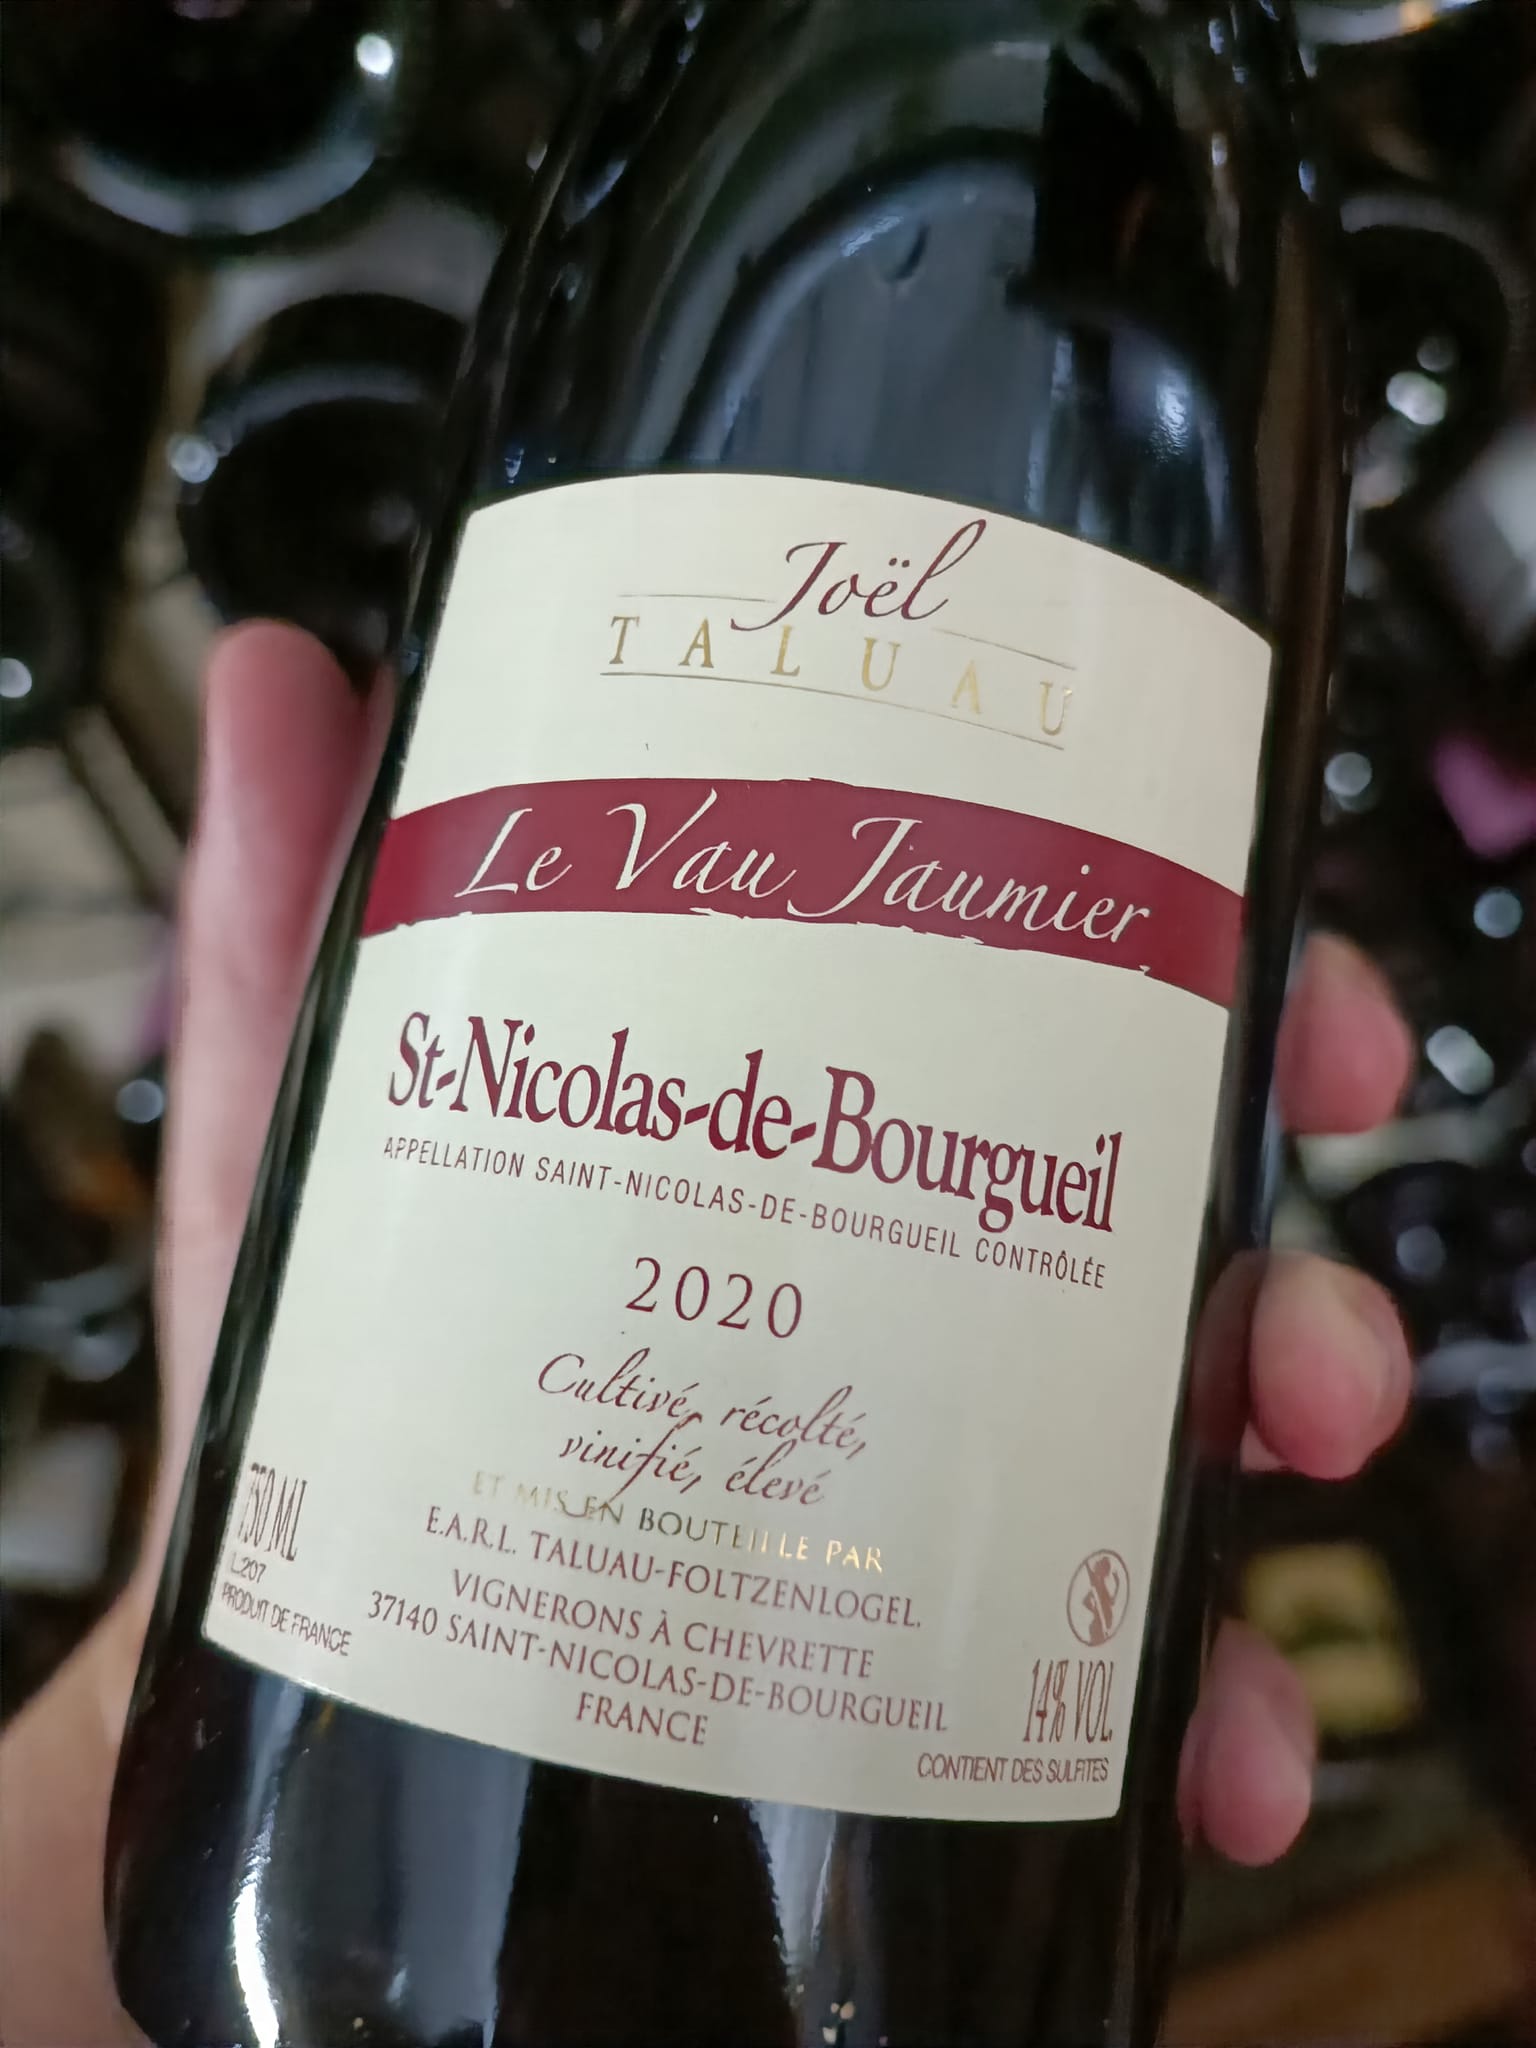 Joël
TALUAU
Le Vau Jaumier
St-Nicolas-de-Bourgueil
APPELLATION SAINT-NICOLAS-DE-BOURGUEIL CONTRÔLÉE
2020
Cultivé, récolté,
vinifié, élevé
ET MIS EN BOUTEILLE PAR
E.A.R.L. TALUAU-FOLTZENLOGEL.
VIGNERONS À CHEVRETTE
37140 SAINT-NICOLAS-DE-BOURGUEIL
FRANCE
750 ML
L207
PRODUIT DE FRANCE
14% VOL.
CONTIENT DES SULFITES